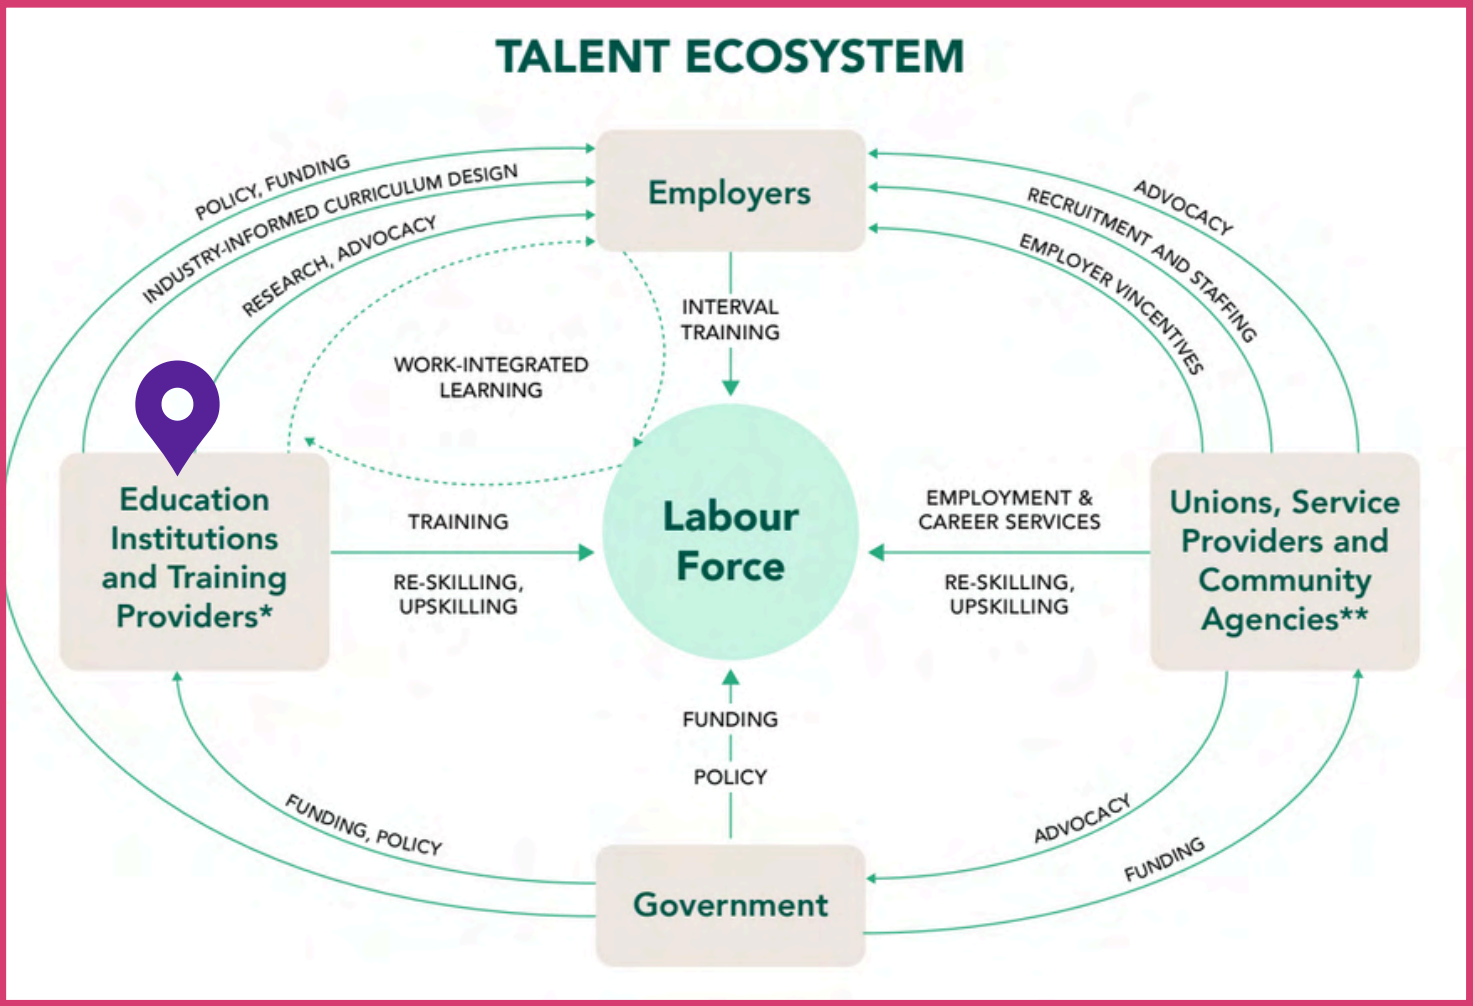 TALENT ECOSYSTEM
POLICY, FUNDING
INDUSTRY-INFORMED CURRICULUM DESIGN
RESEARCH, ADVOCACY
Employers
ADVOCACY
RECRUITMENT AND STAFFING
EMPLOYER VINCENTIVES
INTERVAL
TRAINING
WORK-INTEGRATED
LEARNING
Education
Institutions
and Training
Providers*
TRAINING
RE-SKILLING,
UPSKILLING
Labour
Force
EMPLOYMENT &
CAREER SERVICES
RE-SKILLING,
UPSKILLING
Unions, Service
Providers and
Community
Agencies**
FUNDING
POLICY
FUNDING, POLICY
Government
ADVOCACY
FUNDING